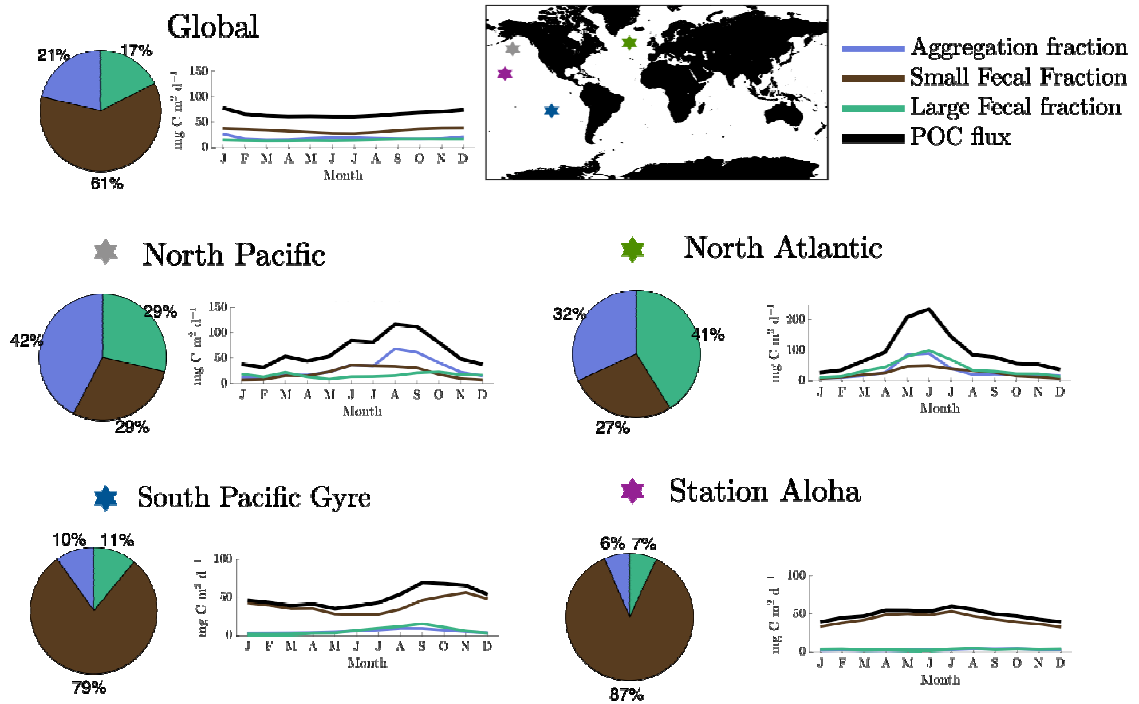 Global
21%
17%
61%
mg C m² d⁻¹
150
100
50
0
J F M A M J J A S O N D
Month
Aggregation fraction
Small Fecal Fraction
Large Fecal fraction
POC flux
North Pacific
42%
29%
29%
mg C m² d⁻¹
150
100
50
0
J F M A M J J A S O N D
Month
North Atlantic
32%
41%
27%
mg C m² d⁻¹
200
100
0
J F M A M J J A S O N D
Month
South Pacific Gyre
10%
11%
79%
mg C m² d⁻¹
100
50
0
J F M A M J J A S O N D
Month
Station Aloha
6%
7%
87%
mg C m² d⁻¹
100
50
0
J F M A M J J A S O N D
Month